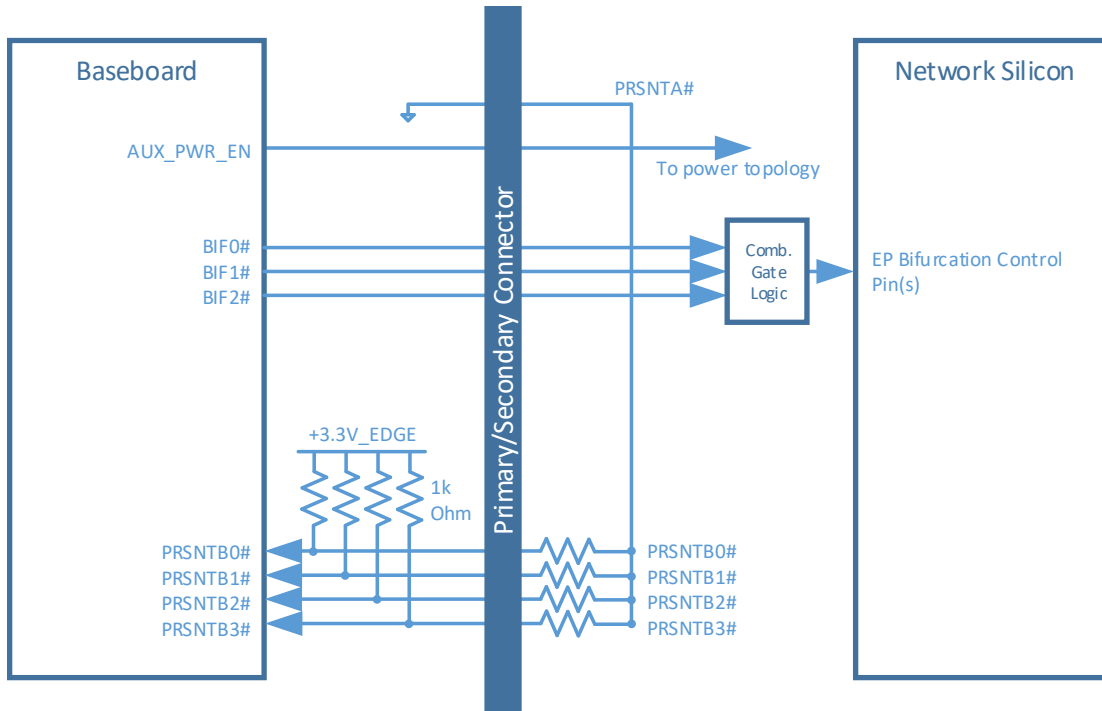 Baseboard
Network Silicon
PRSNTA#
AUX_PWR_EN
To power topology
Primary/Secondary Connector
BIF0#
BIF1#
BIF2#
Comb.
Gate
Logic
EP Bifurcation Control
Pin(s)
+3.3V_EDGE
1k
Ohm
PRSNTB0#
PRSNTB1#
PRSNTB2#
PRSNTB3#
PRSNTB0#
PRSNTB1#
PRSNTB2#
PRSNTB3#